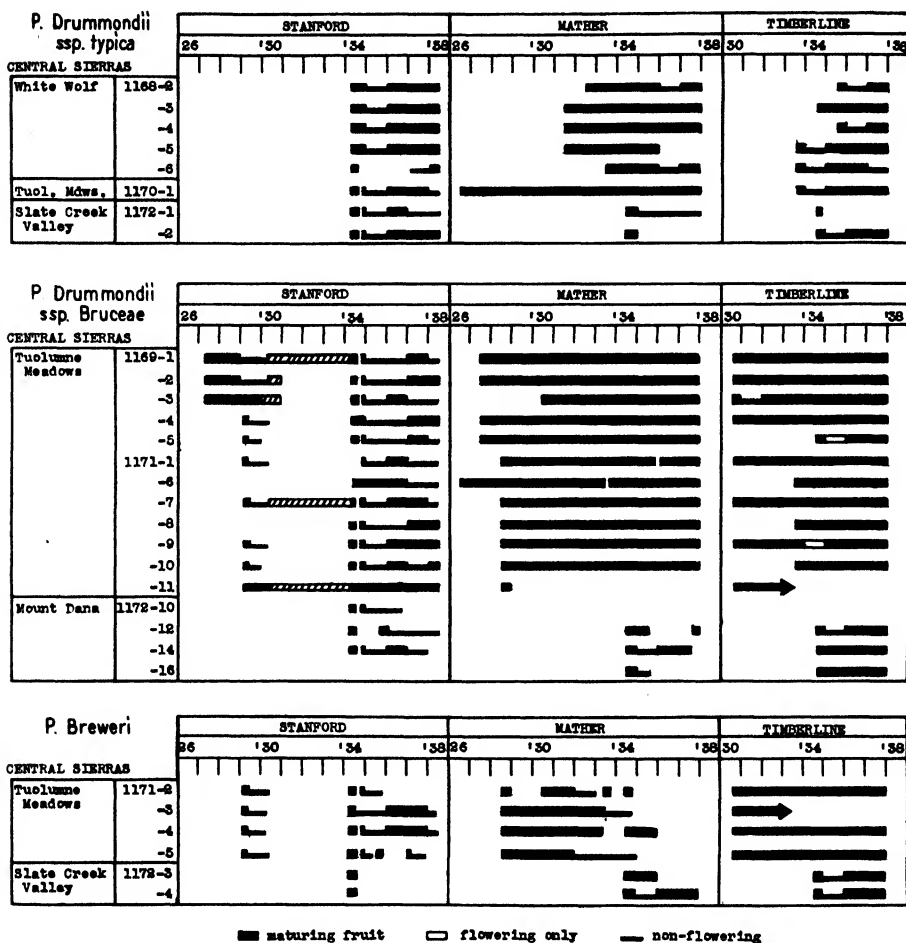 P. Drummondii
ssp. typica
STANFORD MATHER TIMBERLINE
26 '30 '34 '38 26 '30 '34 '38 30 '34 '38
CENTRAL SIERRAS
White Wolf 1168-2
-3
-4
-5
-6
Tuol. Mdws. 1170-1
Slate Creek 1172-1
Valley -2
P Drummondii
ssp. Bruceae
STANFORD MATHER TIMBERLINE
26 '30 '34 '38 26 '30 '34 '38 '30 '34 '38
CENTRAL SIERRAS
Tuolumne 1169-1
Meadows -2
-3
-4
-5
1171-1
-6
-7
-8
-9
-10
-11
Mount Dana 1172-10
-12
-14
-16
P. Breweri
STANFORD MATHER TIMBERLINE
26 '30 '34 '38 26 '30 '34 '38 30 '34 '38
CENTRAL SIERRAS
Tuolumne 1171-2
Meadows -3
-4
-5
Slate Creek 1172-3
Valley -4
maturing fruit flowering only non-flowering